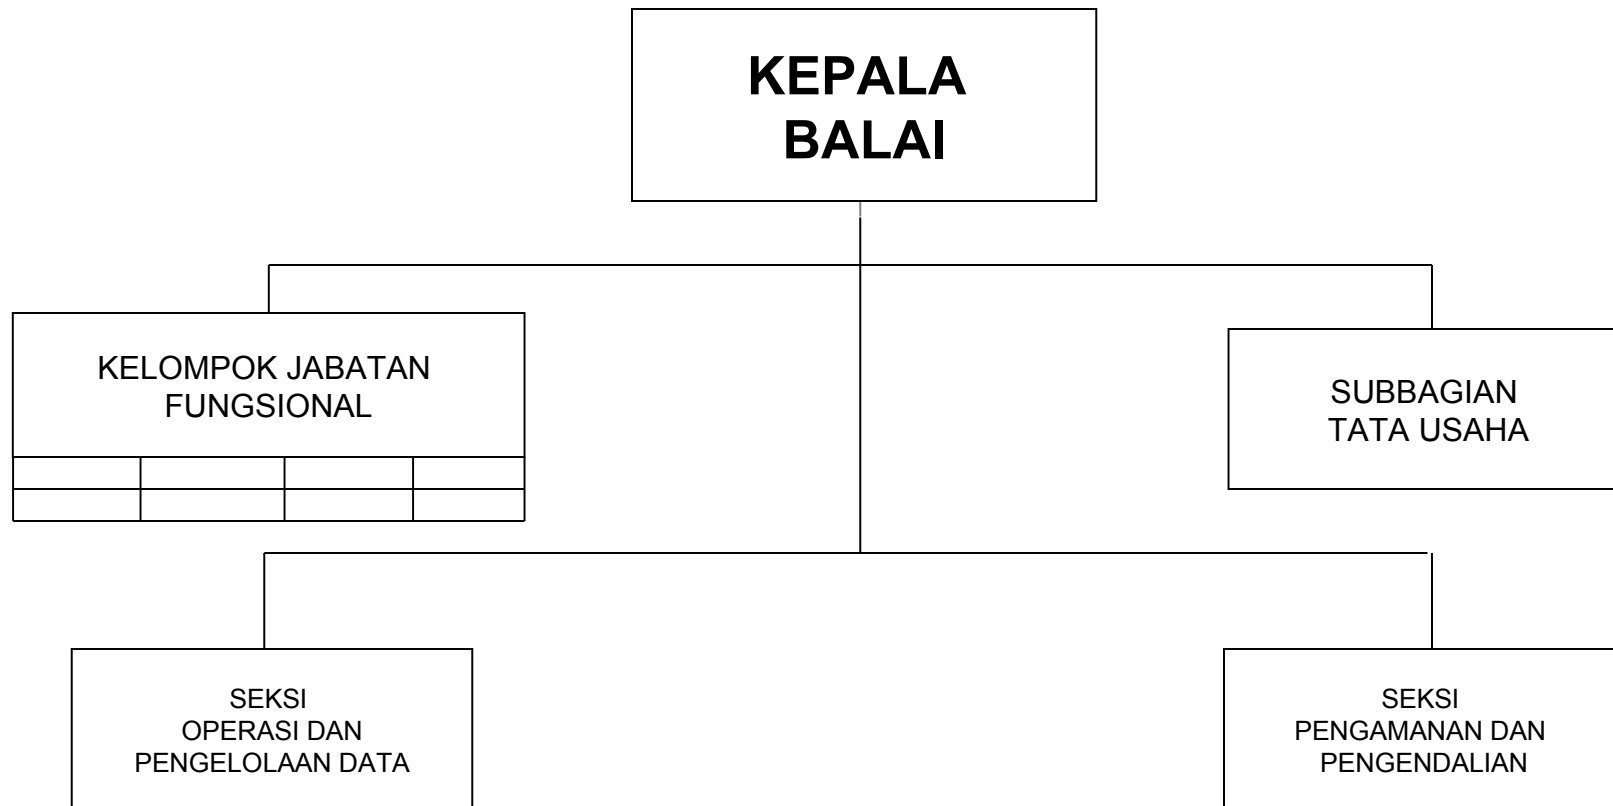 KEPALA
BALAI
KELOMPOK JABATAN
FUNGSIONAL
SUBBAGIAN
TATA USAHA
SEKSI
OPERASI DAN
PENGELOLAAN DATA
SEKSI
PENGAMANAN DAN
PENGENDALIAN